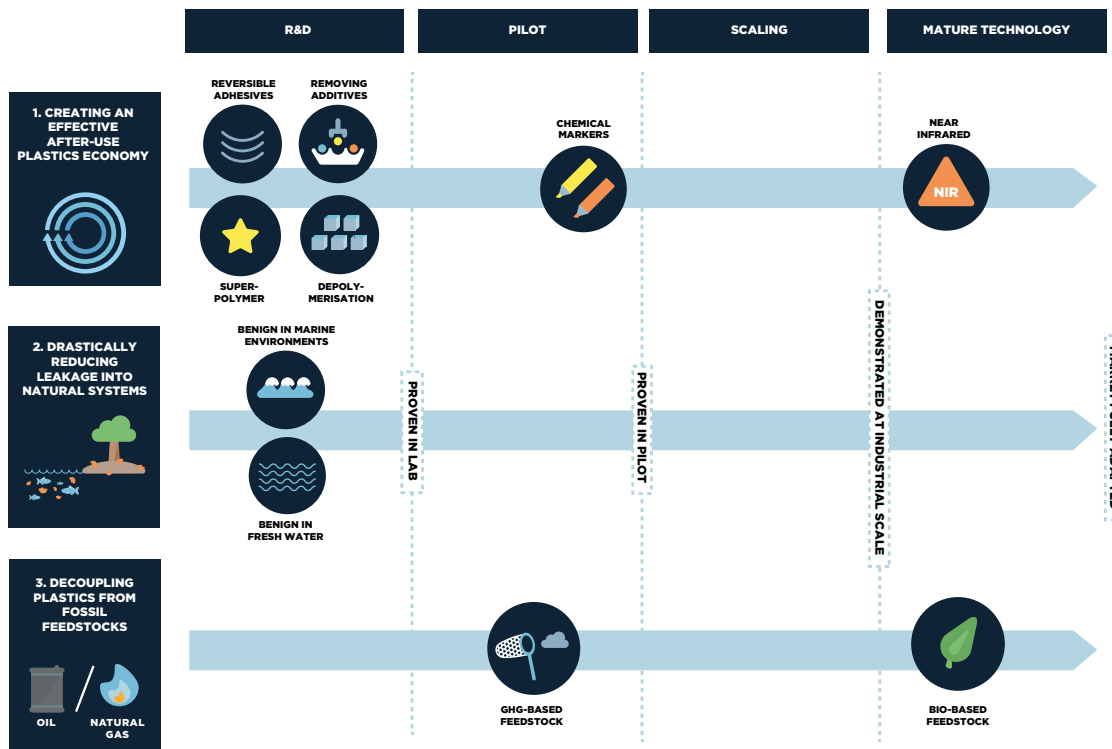 R&D
PILOT
SCALING
MATURE TECHNOLOGY
1. CREATING AN
EFFECTIVE
AFTER-USE
PLASTICS ECONOMY
REVERSIBLE
ADHESIVES
REMOVING
ADDITIVES
SUPER-
POLYMER
DEPOLY-
MERISATION
CHEMICAL
MARKERS
NEAR
INFRARED
NIR
2. DRASTICALLY
REDUCING
LEAKAGE INTO
NATURAL SYSTEMS
BENIGN IN MARINE
ENVIRONMENTS
BENIGN IN
FRESH WATER
PROVEN IN LAB
PROVEN IN PILOT
DEMONSTRATED AT INDUSTRIAL SCALE
3. DECOUPLING
PLASTICS FROM
FOSSIL
FEEDSTOCKS
OIL
NATURAL
GAS
GHG-BASED
FEEDSTOCK
BIO-BASED
FEEDSTOCK